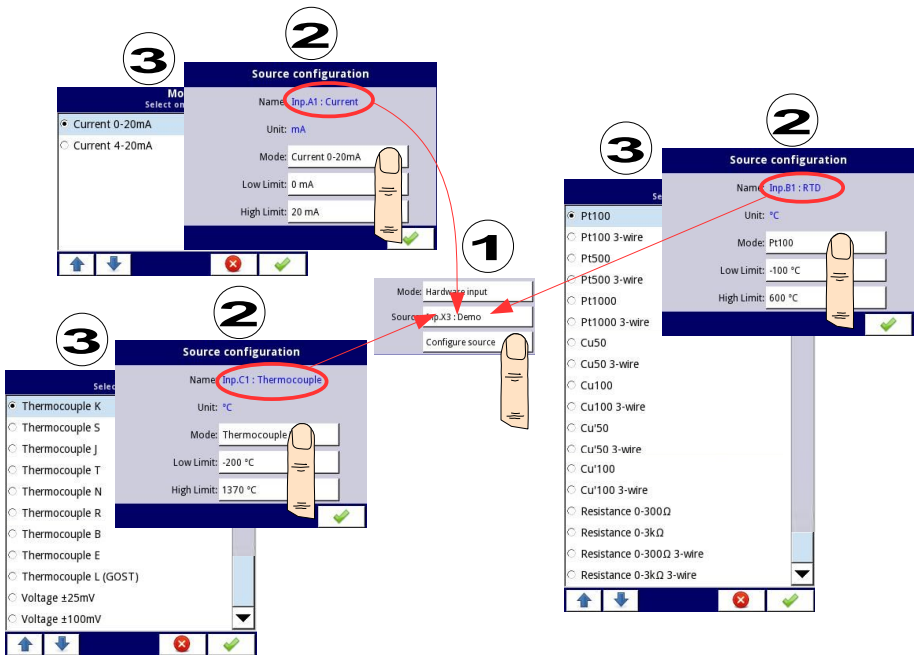 3
Mo
Select on
Current 0-20mA
Current 4-20mA
2
Source configuration
Name: Inp.A1 : Current
Unit: mA
Mode: Current 0-20mA
Low Limit: 0 mA
High Limit: 20 mA
1
Mode: Hardware input
Source: Inp.X3 : Demo
Configure source
2
Source configuration
Name: Inp.B1 : RTD
Unit: °C
Mode: Pt100
Low Limit: -100 °C
High Limit: 600 °C
3
Se
Pt100
Pt100 3-wire
Pt500
Pt500 3-wire
Pt1000
Pt1000 3-wire
Cu50
Cu50 3-wire
Cu100
Cu100 3-wire
Cu'50
Cu'50 3-wire
Cu'100
Cu'100 3-wire
Resistance 0-300Ω
Resistance 0-3kΩ
Resistance 0-300Ω 3-wire
Resistance 0-3kΩ 3-wire
2
Source configuration
Name: Inp.C1 : Thermocouple
Unit: °C
Mode: Thermocouple
Low Limit: -200 °C
High Limit: 1370 °C
3
Selec
Thermocouple K
Thermocouple S
Thermocouple J
Thermocouple T
Thermocouple N
Thermocouple R
Thermocouple B
Thermocouple E
Thermocouple L (GOST)
Voltage ±25mV
Voltage ±100mV